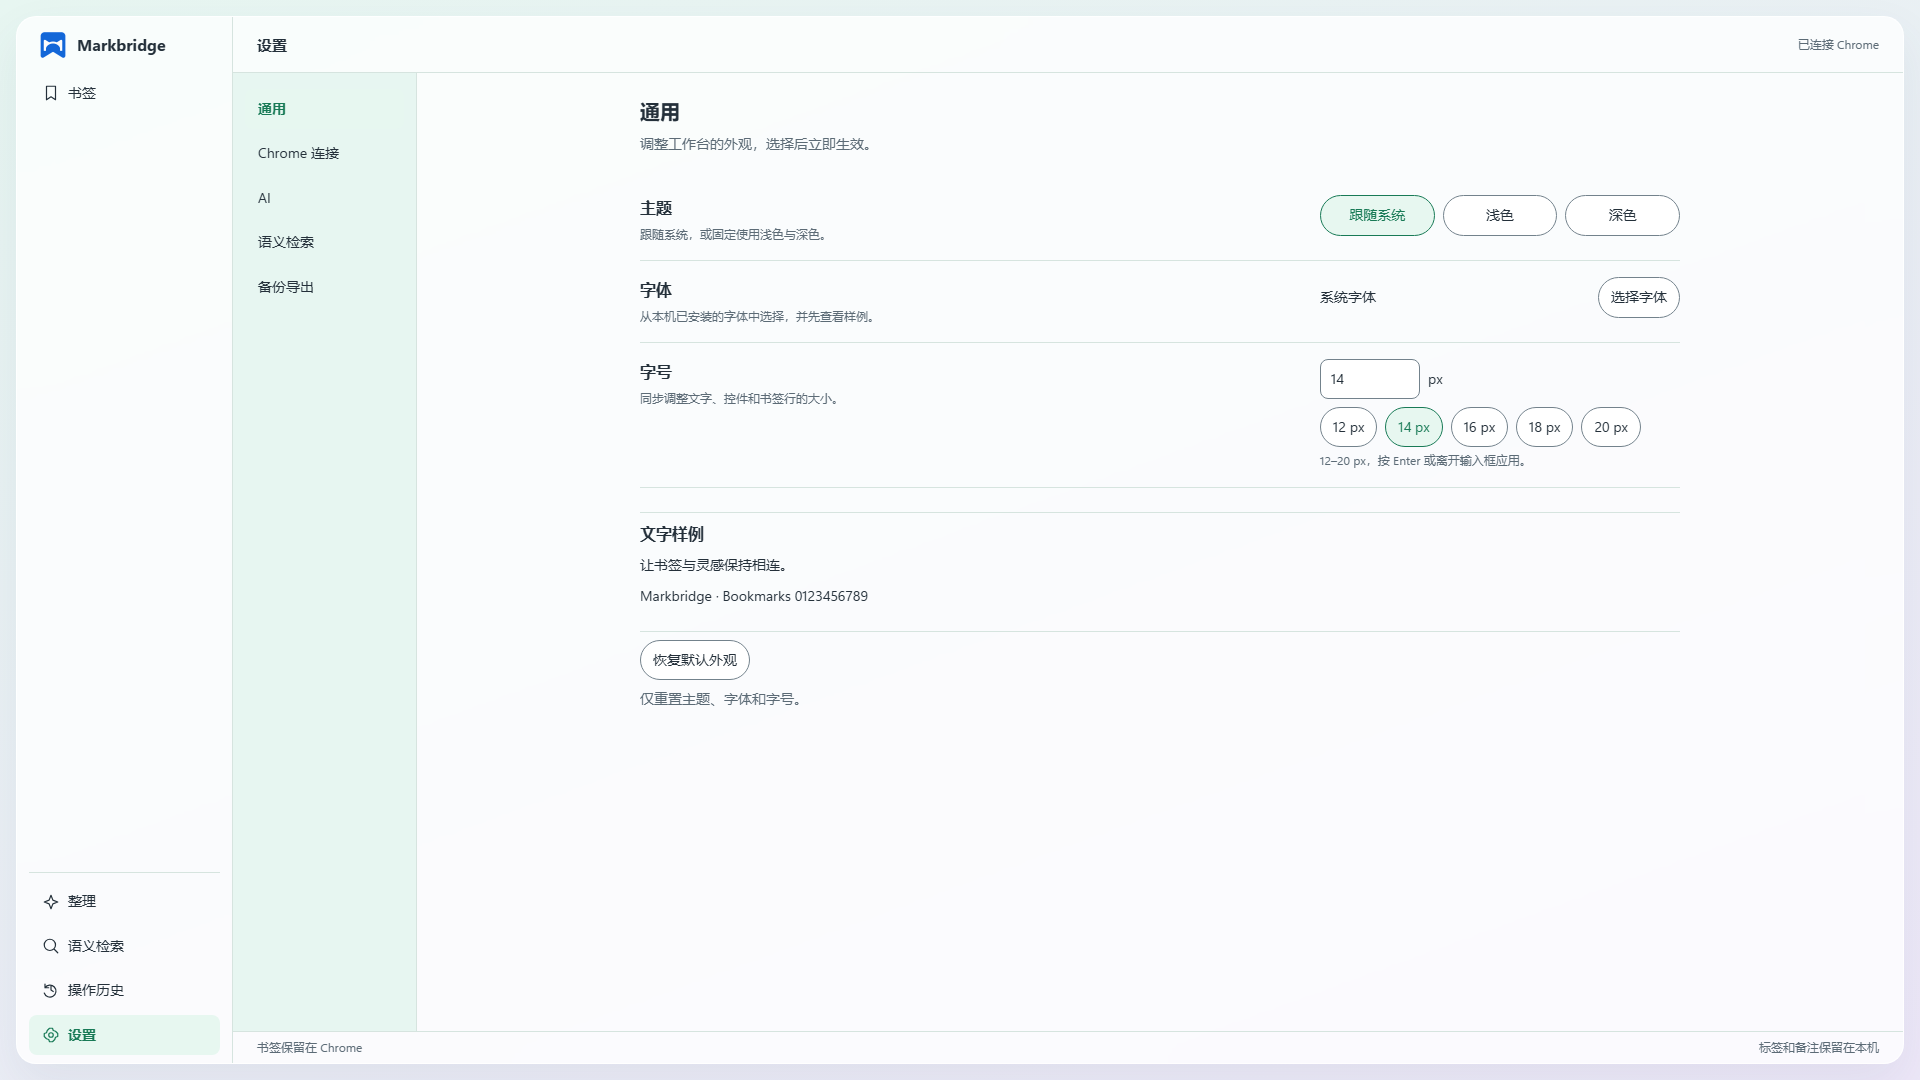 Markbridge
书签
整理
语义检索
操作历史
设置
设置
已连接 Chrome
通用
Chrome 连接
AI
语义检索
备份导出
通用
调整工作台的外观，选择后立即生效。
主题
跟随系统，或固定使用浅色与深色。
跟随系统
浅色
深色
字体
从本机已安装的字体中选择，并先查看样例。
系统字体
选择字体
字号
同步调整文字、控件和书签行的大小。
14 px
12 px
14 px
16 px
18 px
20 px
12–20 px，按 Enter 或离开输入框应用。
文字样例
让书签与灵感保持相连。
Markbridge · Bookmarks 0123456789
恢复默认外观
仅重置主题、字体和字号。
书签保留在 Chrome
标签和备注保留在本机